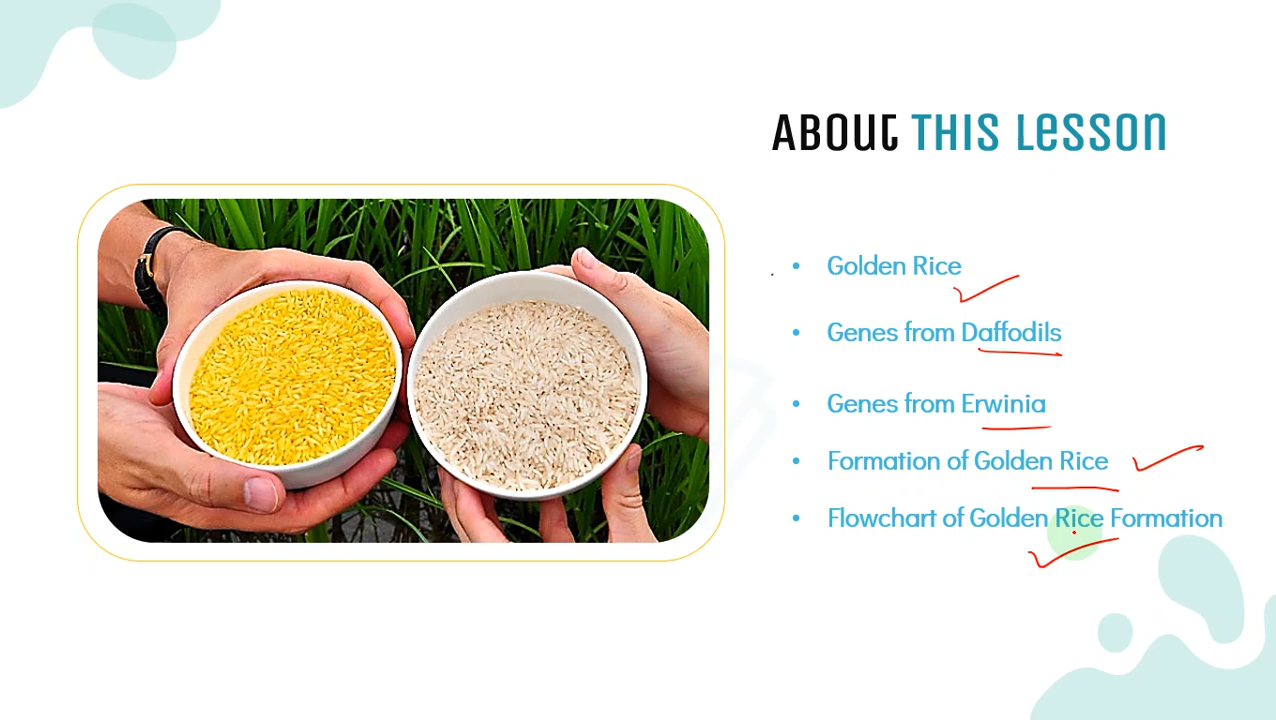 ABOUT THIS LESSON
• Golden Rice
• Genes from Daffodils
• Genes from Erwinia
• Formation of Golden Rice
• Flowchart of Golden Rice Formation